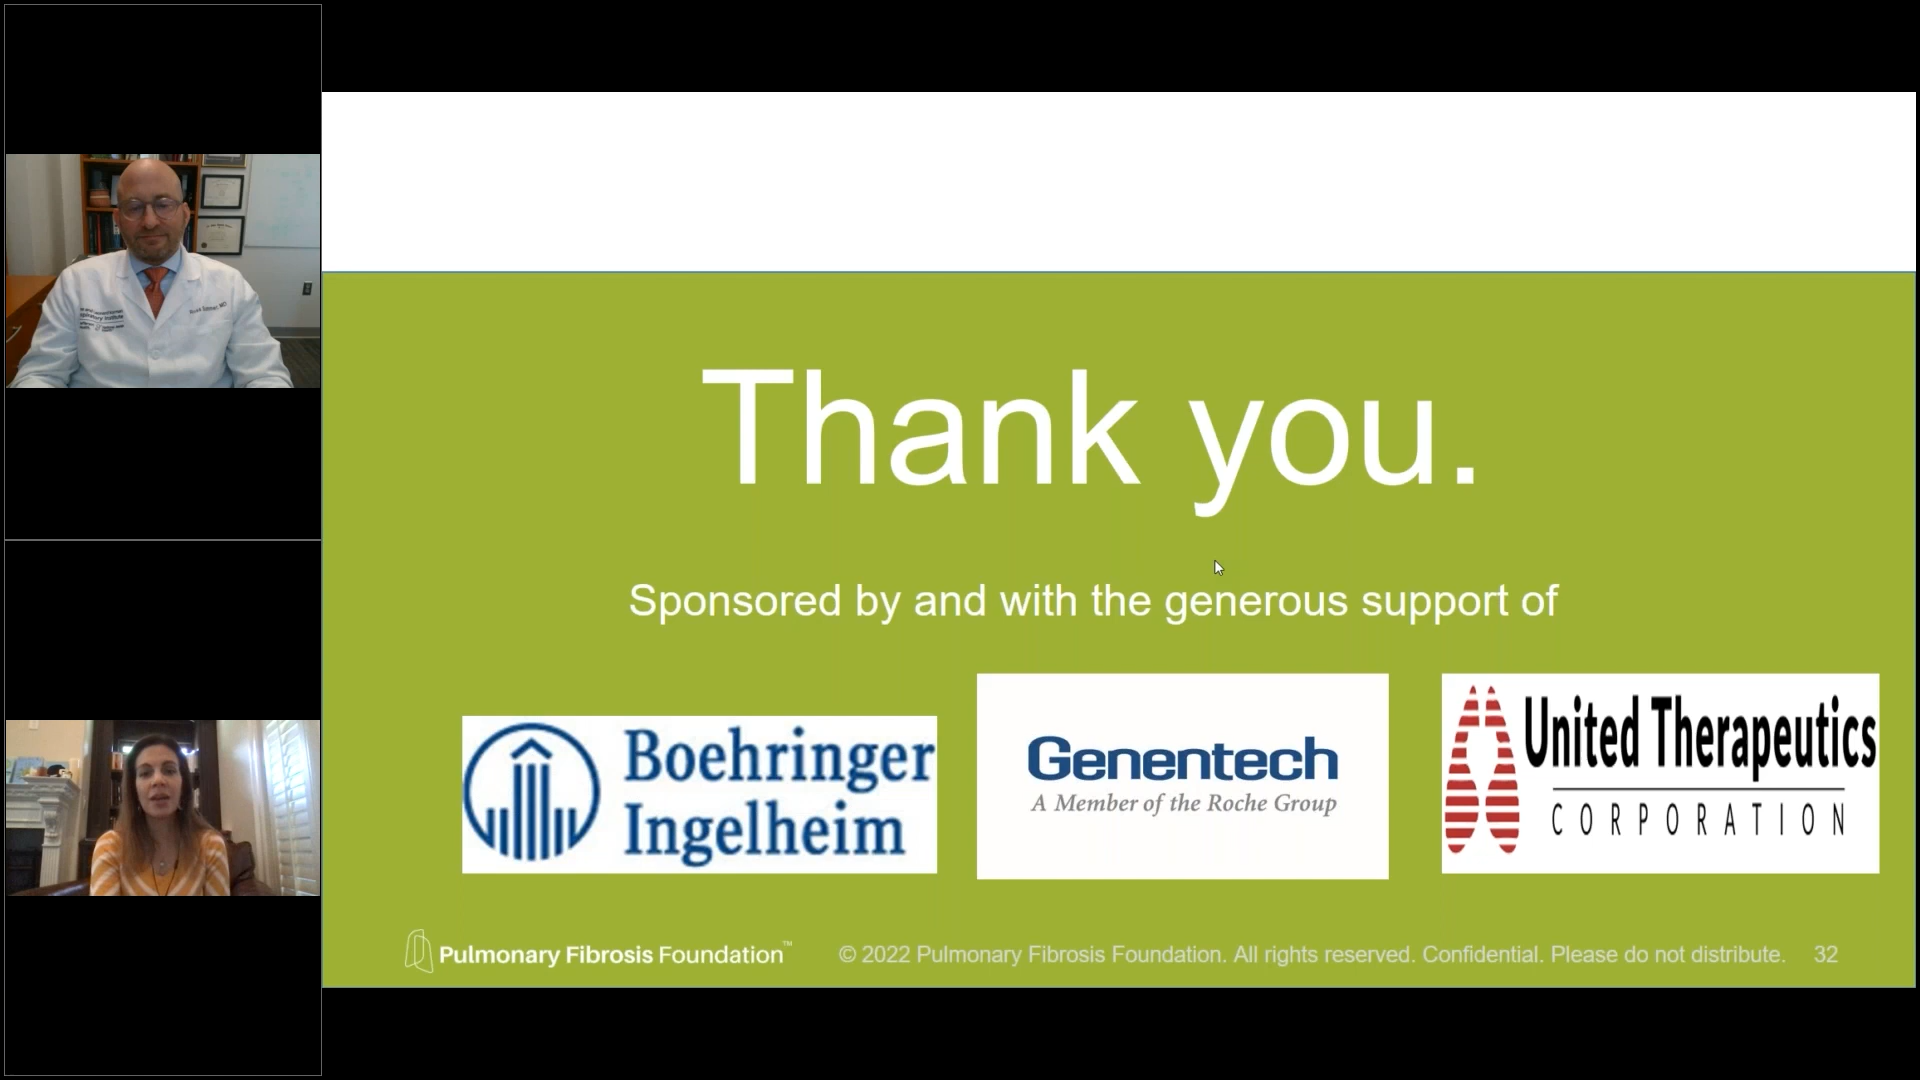 Thank you.
Sponsored by and with the generous support of
Boehringer
Ingelheim
Genentech
A Member of the Roche Group
United Therapeutics
CORPORATION
Pulmonary Fibrosis Foundation™
© 2022 Pulmonary Fibrosis Foundation. All rights reserved. Confidential. Please do not distribute. 32